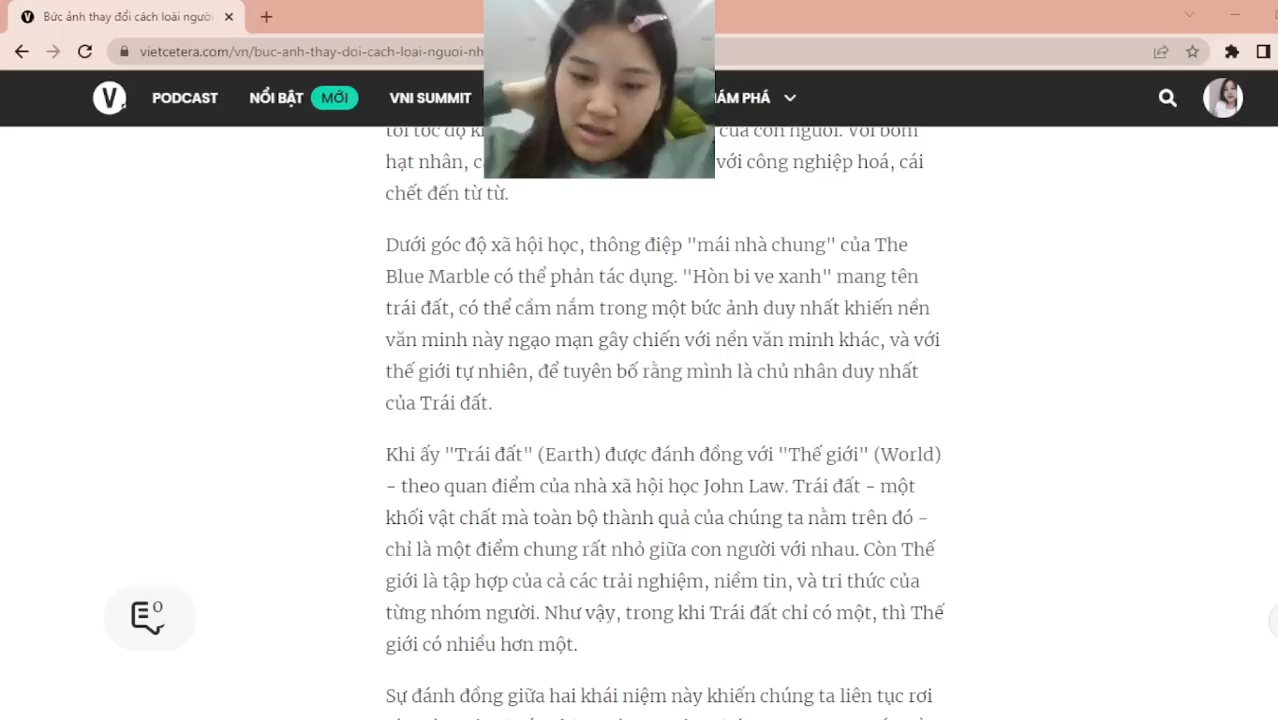 Bức ảnh thay đổi cách loài người
vietcetera.com/vn/buc-anh-thay-doi-cach-loai-nguoi-nh
V PODCAST NỔI BẬT MỚI VNI SUMMIT ÁM PHÁ
tới tốc độ của con người. Với bom
hạt nhân, với công nghiệp hoá, cái
chết đến từ từ.
Dưới góc độ xã hội học, thông điệp "mái nhà chung" của The
Blue Marble có thể phản tác dụng. "Hòn bi ve xanh" mang tên
trái đất, có thể cầm nắm trong một bức ảnh duy nhất khiến nền
văn minh này ngạo mạn gây chiến với nền văn minh khác, và với
thế giới tự nhiên, để tuyên bố rằng mình là chủ nhân duy nhất
của Trái đất.
Khi ấy "Trái đất" (Earth) được đánh đồng với "Thế giới" (World)
- theo quan điểm của nhà xã hội học John Law. Trái đất - một
khối vật chất mà toàn bộ thành quả của chúng ta nằm trên đó -
chỉ là một điểm chung rất nhỏ giữa con người với nhau. Còn Thế
giới là tập hợp của cả các trải nghiệm, niềm tin, và tri thức của
từng nhóm người. Như vậy, trong khi Trái đất chỉ có một, thì Thế
giới có nhiều hơn một.
0
Sự đánh đồng giữa hai khái niệm này khiến chúng ta liên tục rơi